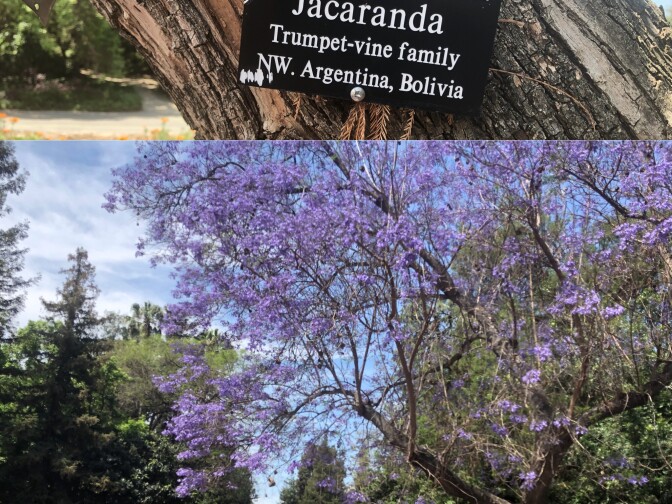 Jacaranda
Trumpet-vine family
NW. Argentina, Bolivia